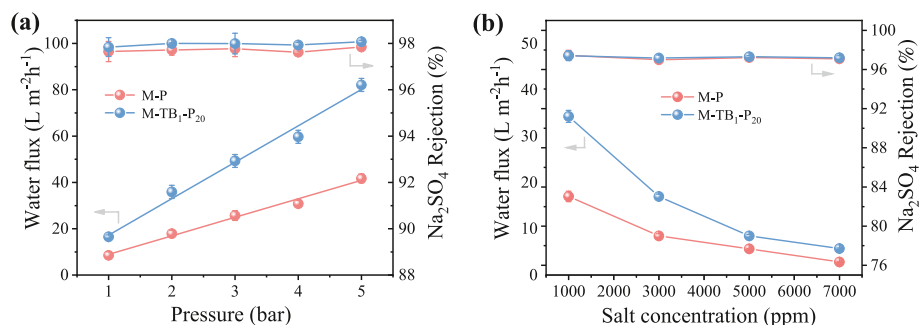 (a)
Water flux (L m⁻²h⁻¹)
100
80
60
40
20
0
M-P
M-TB₁-P₂₀
98
96
94
92
90
88
Na₂SO₄ Rejection (%)
1 2 3 4 5
Pressure (bar)
(b)
Water flux (L m⁻²h⁻¹)
50
40
30
20
10
0
M-P
M-TB₁-P₂₀
100
96
92
88
84
80
76
Na₂SO₄ Rejection (%)
1000 2000 3000 4000 5000 6000 7000
Salt concentration (ppm)